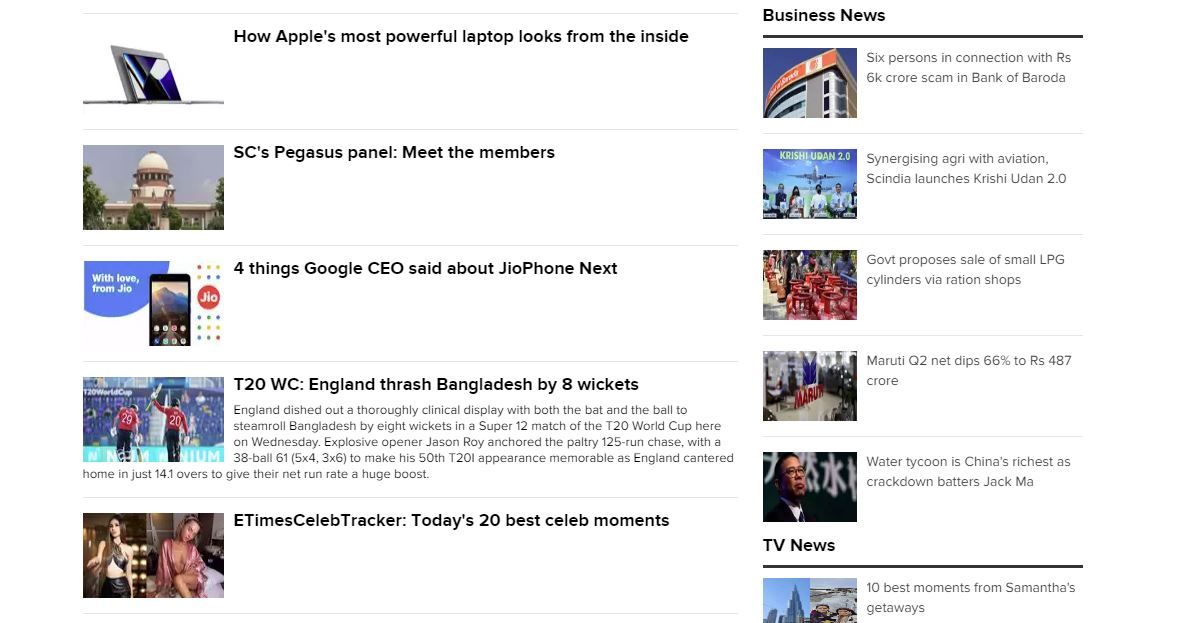 How Apple's most powerful laptop looks from the inside
SC's Pegasus panel: Meet the members
With love,
from Jio
Jio
4 things Google CEO said about JioPhone Next
T20WorldCup
29
20
T20 WC: England thrash Bangladesh by 8 wickets
England dished out a thoroughly clinical display with both the bat and the ball to
steamroll Bangladesh by eight wickets in a Super 12 match of the T20 World Cup here
on Wednesday. Explosive opener Jason Roy anchored the paltry 125-run chase, with a
38-ball 61 (5x4, 3x6) to make his 50th T20I appearance memorable as England cantered
home in just 14.1 overs to give their net run rate a huge boost.
ETimesCelebTracker: Today's 20 best celeb moments
Business News
Six persons in connection with Rs
6k crore scam in Bank of Baroda
KRISHI UDAN 2.0
Synergising agri with aviation,
Scindia launches Krishi Udan 2.0
Govt proposes sale of small LPG
cylinders via ration shops
MARUTI
Maruti Q2 net dips 66% to Rs 487
crore
Water tycoon is China's richest as
crackdown batters Jack Ma
TV News
10 best moments from Samantha's
getaways